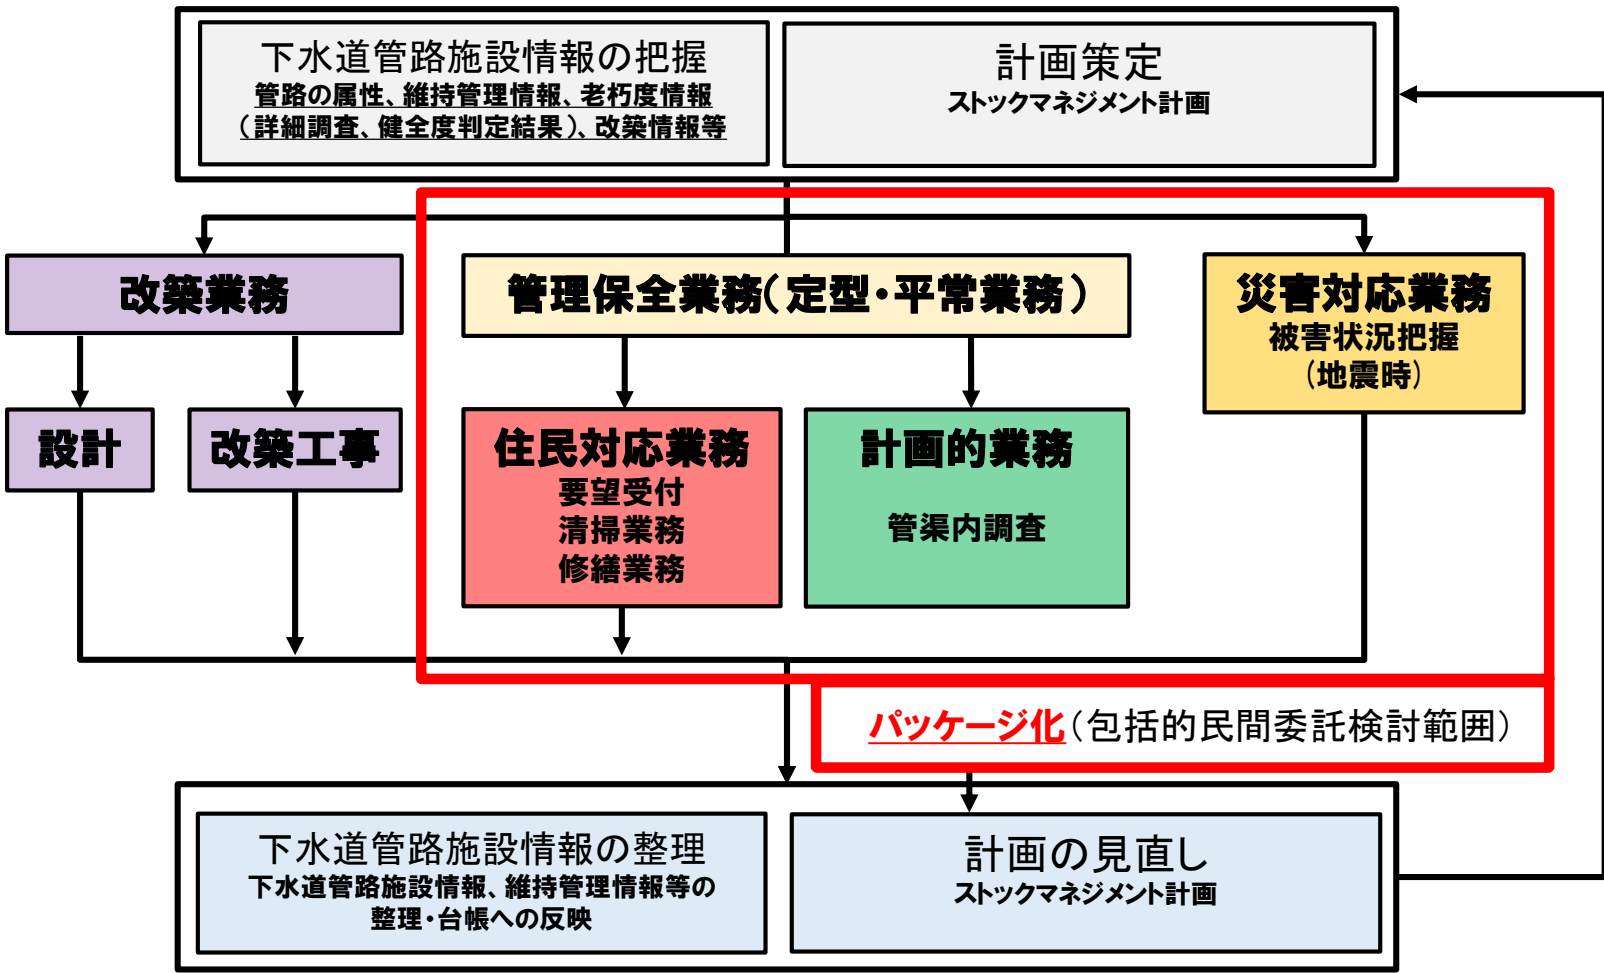 下水道管路施設情報の把握
管路の属性、維持管理情報、老朽度情報
（詳細調査、健全度判定結果）、改築情報等
計画策定
ストックマネジメント計画
改築業務
管理保全業務（定型・平常業務）
災害対応業務
被害状況把握
（地震時）
設計
改築工事
住民対応業務
要望受付
清掃業務
修繕業務
計画的業務
管渠内調査
パッケージ化（包括的民間委託検討範囲）
下水道管路施設情報の整理
下水道管路施設情報、維持管理情報等の
整理・台帳への反映
計画の見直し
ストックマネジメント計画